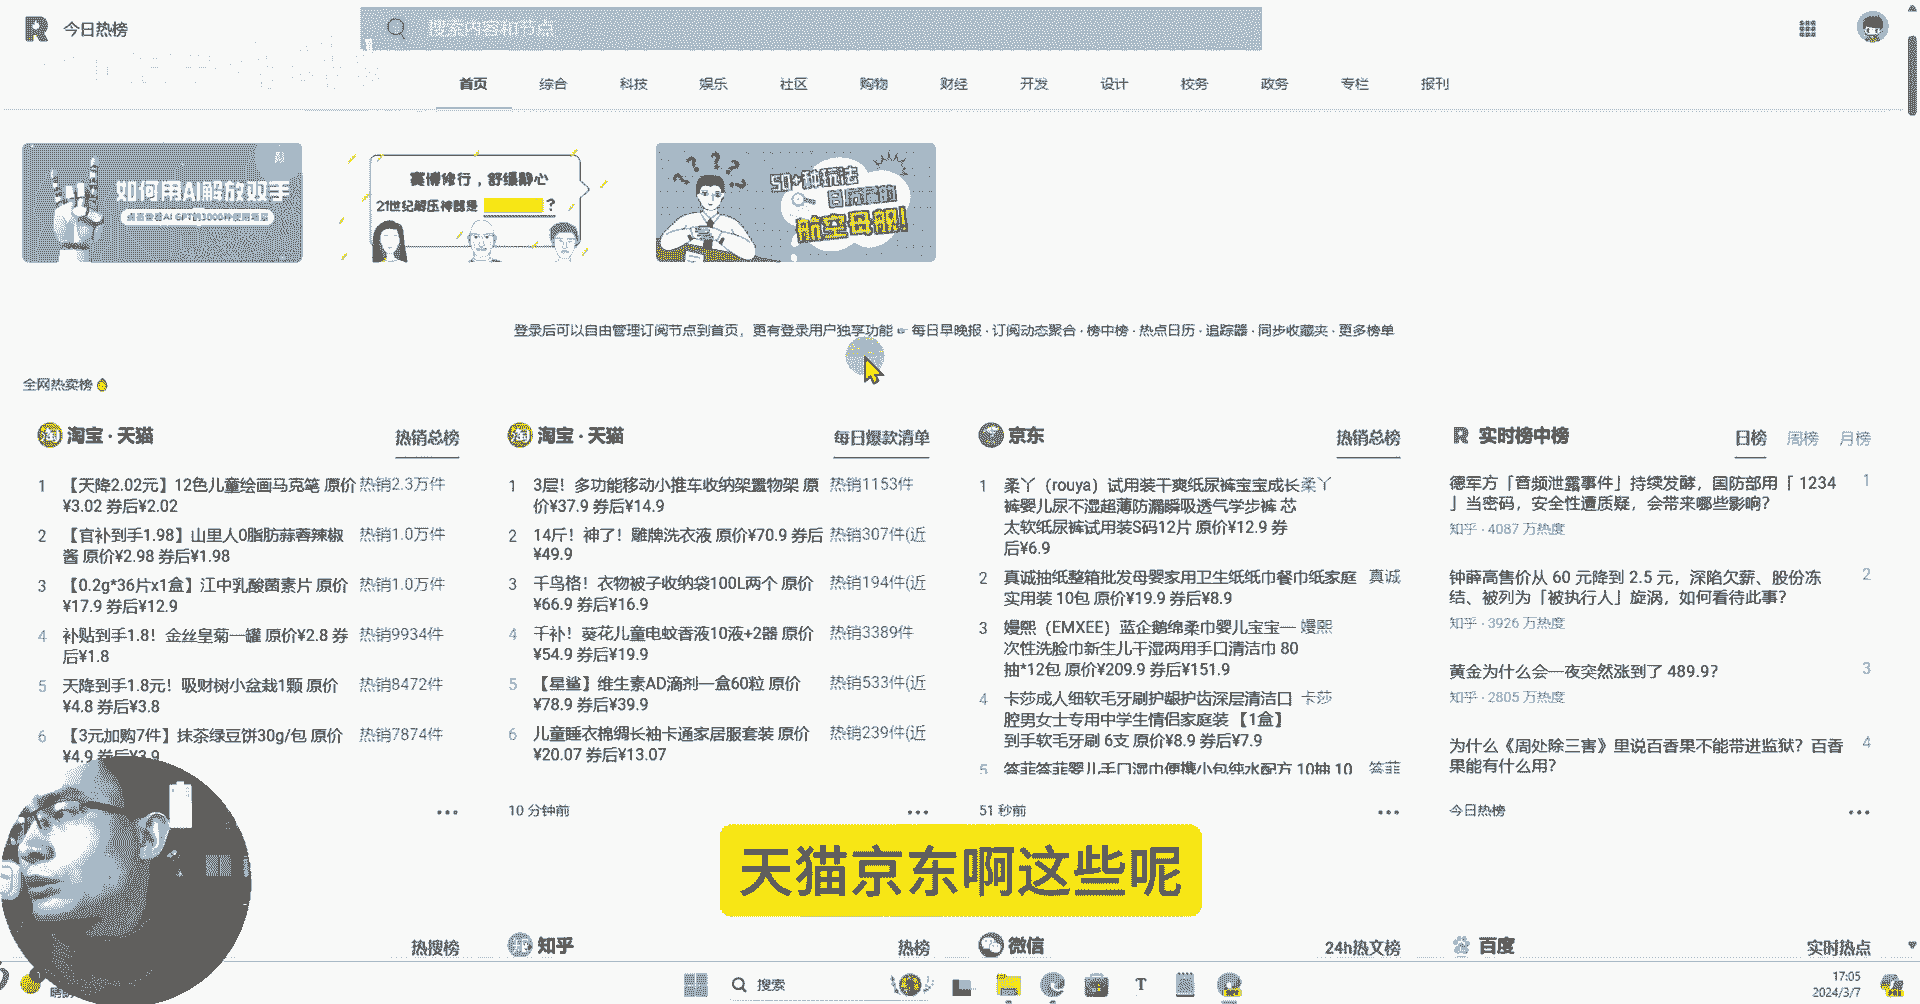 今日热榜
搜索内容和节点
首页 综合 科技 娱乐 社区 购物 财经 开发 设计 校务 政务 专栏 报刊
如何用AI解放双手
点击查看AI GPT的3000种使用场景
赛博修行，舒缓静心
21世纪解压神器是 ?
50+种玩法
首历清的
航空母舰!
登录后可以自由管理订阅节点到首页，更有登录用户独享功能 每日早晚报 · 订阅动态聚合 · 榜中榜 · 热点日历 · 追踪器 · 同步收藏夹 · 更多榜单
全网热卖榜
淘宝 · 天猫 热销总榜
1 【天降2.02元】12色儿童绘画马克笔 原价 热销2.3万件
¥3.02 券后¥2.02
2 【官补到手1.98】山里人0脂肪蒜蓉辣椒 热销1.0万件
酱 原价¥2.98 券后¥1.98
3 【0.2g*36片x1盒】江中乳酸菌素片 原价 热销1.0万件
¥17.9 券后¥12.9
4 补贴到手1.8！金丝皇菊一罐 原价¥2.8 券 热销9934件
后¥1.8
5 天降到手1.8元！吸财树小盆栽1颗 原价 热销8472件
¥4.8 券后¥3.8
6 【3元加购7件】抹茶绿豆饼30g/包 原价 热销7874件
¥4.9 券后¥3.9
淘宝 · 天猫 每日爆款清单
1 3层！多功能移动小推车收纳架置物架 原 热销1153件
价¥37.9 券后¥14.9
2 14斤！神了！雕牌洗衣液 原价¥70.9 券后 热销307件(近
¥49.9
3 千鸟格！衣物被子收纳袋100L两个 原价 热销194件(近
¥66.9 券后¥16.9
4 千补！葵花儿童电蚊香液10液+2器 原价 热销3389件
¥54.9 券后¥19.9
5 【星鲨】维生素AD滴剂一盒60粒 原价 热销533件(近
¥78.9 券后¥39.9
6 儿童睡衣棉绸长袖卡通家居服套装 原价 热销239件(近
¥20.07 券后¥13.07
10 分钟前
京东 热销总榜
1 柔丫（rouya）试用装干爽纸尿裤宝宝成长 柔丫
裤婴儿尿不湿超薄防漏瞬吸透气学步裤 芯
太软纸尿裤试用装S码12片 原价¥12.9 券
后¥6.9
2 真诚抽纸整箱批发母婴家用卫生纸纸巾餐巾纸家庭 真诚
实用装 10包 原价¥19.9 券后¥8.9
3 嫚熙（EMXEE）蓝企鹅绵柔巾婴儿宝宝一 嫚熙
次性洗脸巾新生儿干湿两用手口清洁巾 80
抽*12包 原价¥209.9 券后¥151.9
4 卡莎成人细软毛牙刷护龈护齿深层清洁口 卡莎
腔男女士专用中学生情侣家庭装 【1盒】
到手软毛牙刷 6支 原价¥8.9 券后¥7.9
5 答菲答菲婴儿手口湿巾便携小包纯水配方 10抽 10 答菲
51 秒前
实时榜中榜 日榜 周榜 月榜
德军方「音频泄露事件」持续发酵，国防部用「 1234 1
」当密码，安全性遭质疑，会带来哪些影响？
知乎 · 4087 万热度
钟薛高售价从 60 元降到 2.5 元，深陷欠薪、股份冻 2
结、被列为「被执行人」旋涡，如何看待此事？
知乎 · 3926 万热度
黄金为什么会一夜突然涨到了 489.9？ 3
知乎 · 2805 万热度
为什么《周处除三害》里说百香果不能带进监狱？百香 4
果能有什么用？
今日热榜
天猫京东啊这些呢
热搜榜
知乎 热榜
微信 24h热文榜
百度 实时热点
搜索
T
17:05
2024/3/7